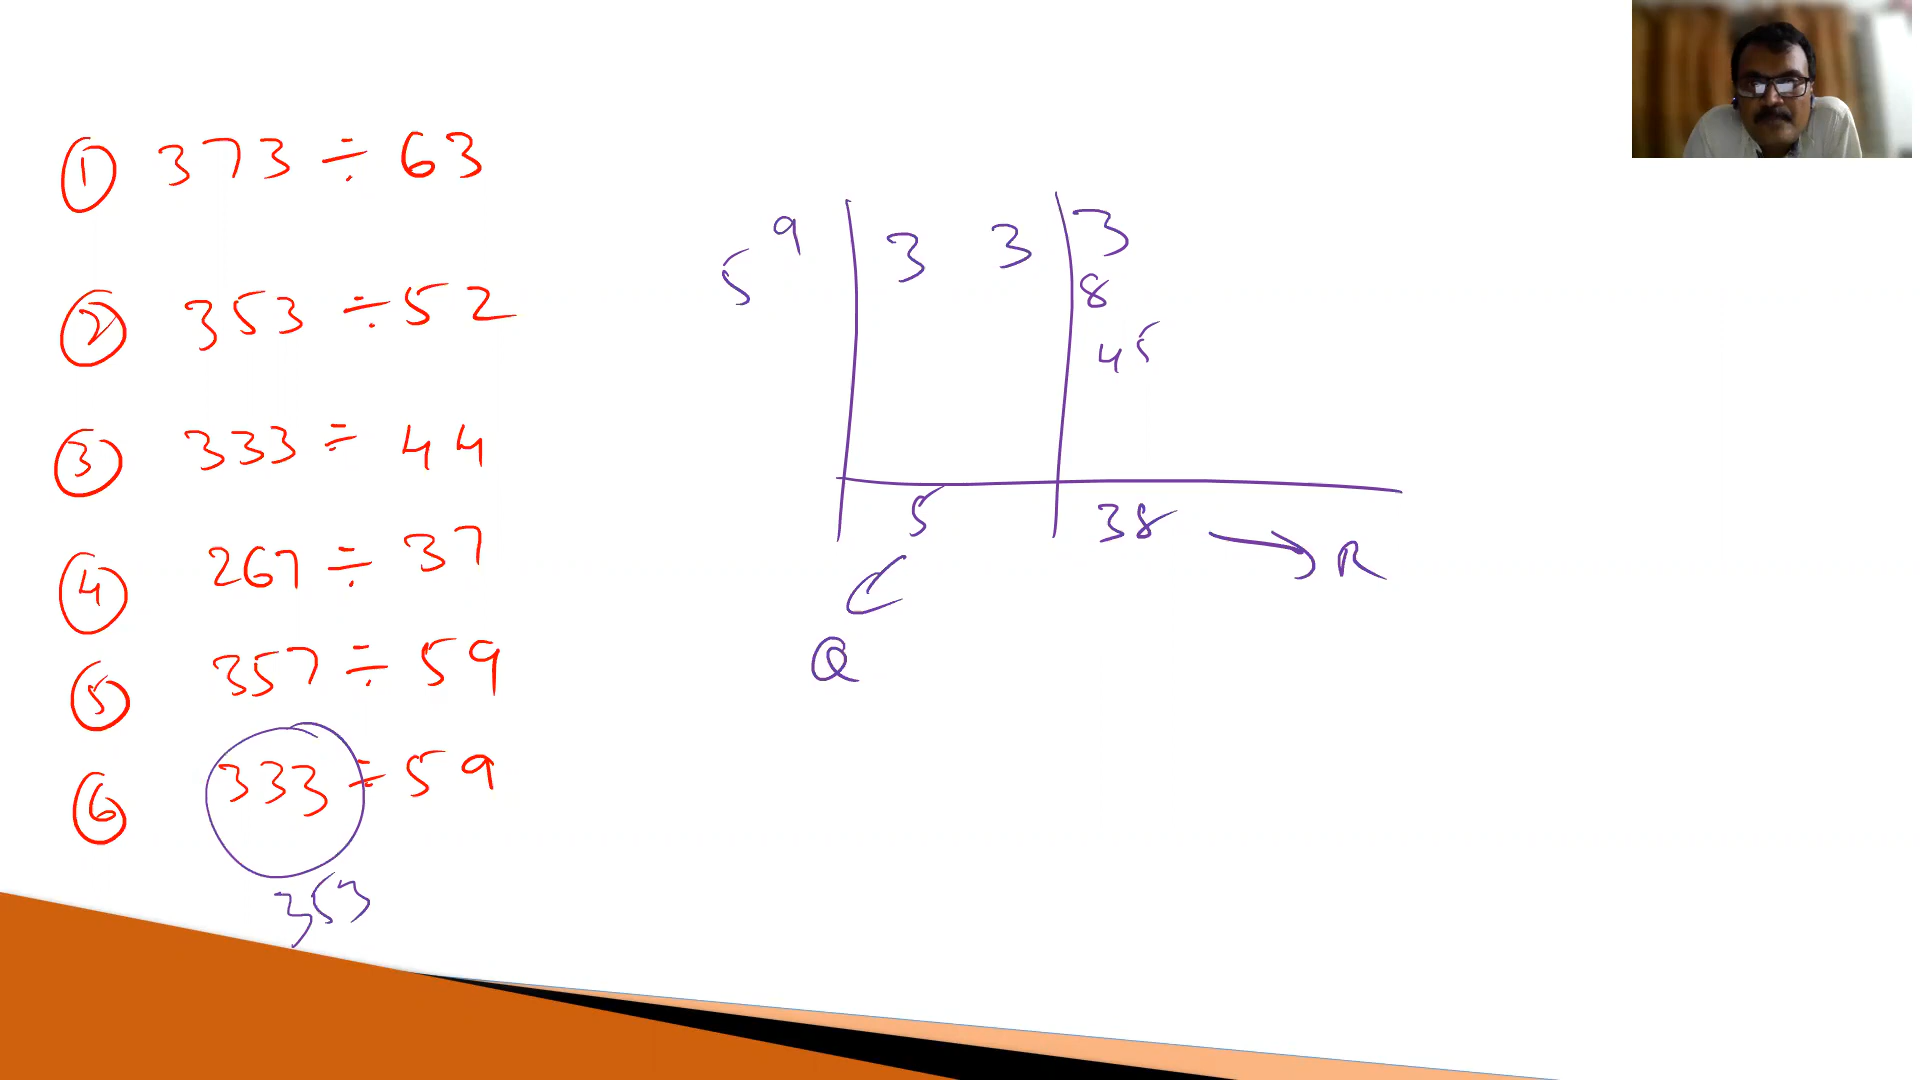 ① 373 ÷ 63
② 353 ÷ 52
③ 333 ÷ 44
④ 267 ÷ 37
⑤ 357 ÷ 59
⑥ 333 ÷ 59
353
5 9 3 3 3
8
45
5 38 → R
Q